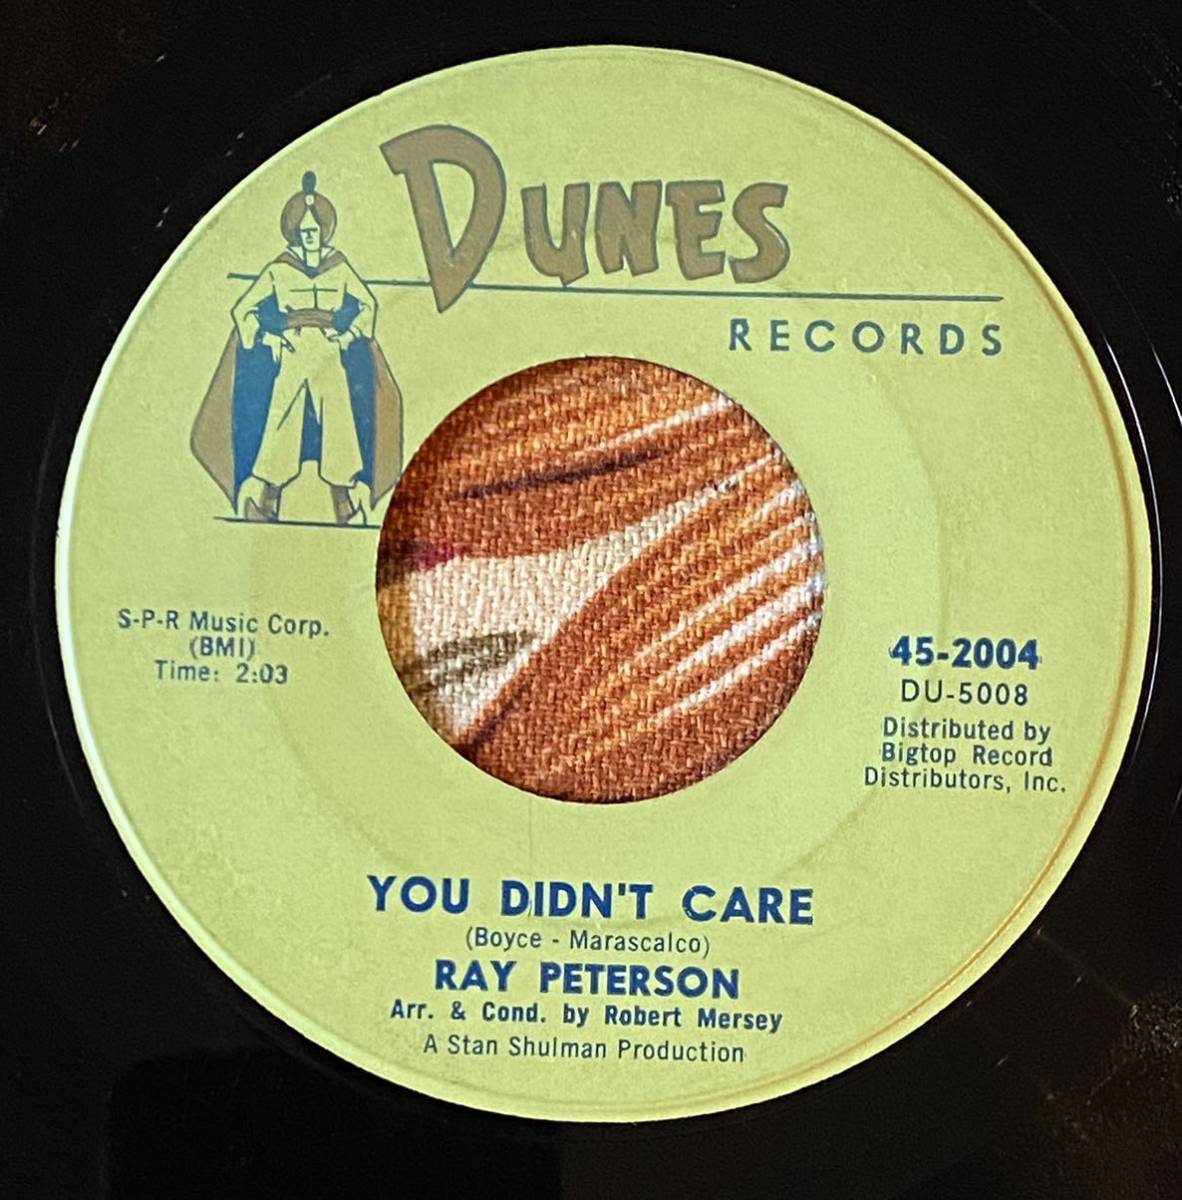 DUNES
RECORDS
S-P-R Music Corp.
(BMI)
Time: 2:03
45-2004
DU-5008
Distributed by
Bigtop Record
Distributors, Inc.
YOU DIDN'T CARE
(Boyce - Marascalco)
RAY PETERSON
Arr. & Cond. by Robert Mersey
A Stan Shulman Production